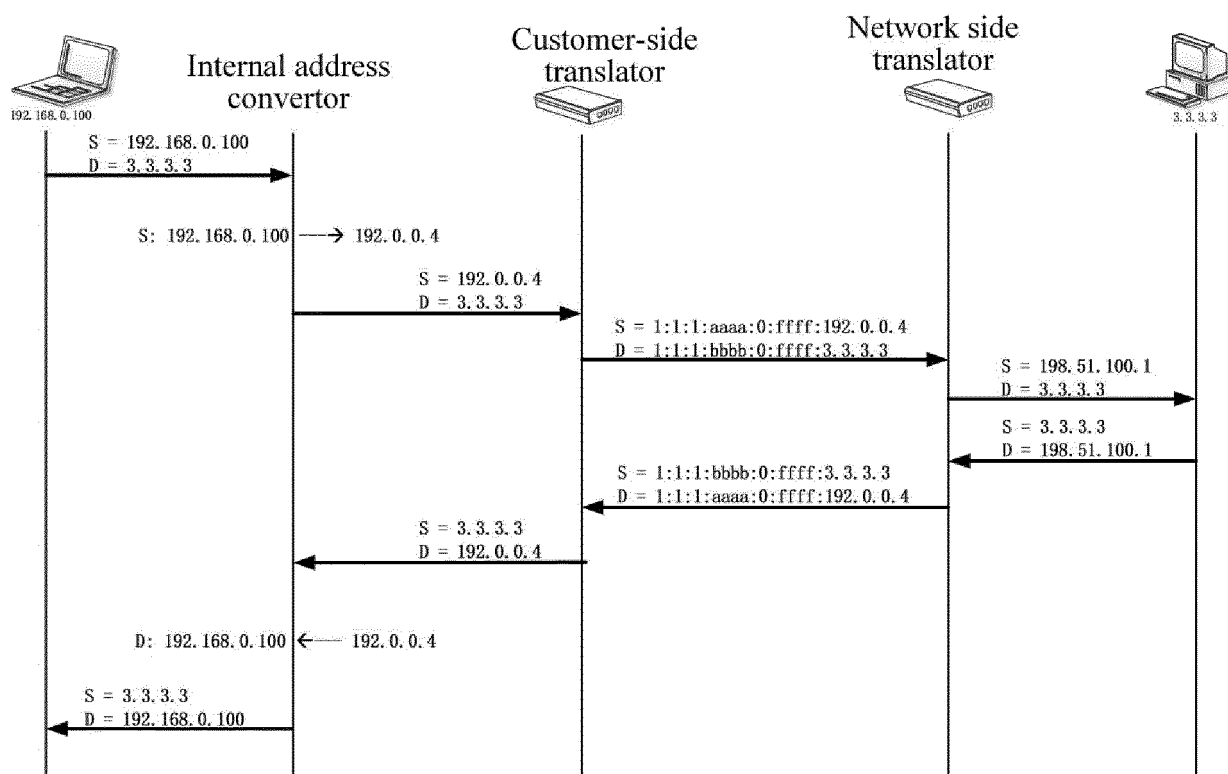 Internal address
convertor
Customer-side
translator
Network side
translator
192.168.0.100
3.3.3.3
S = 192.168.0.100
D = 3.3.3.3
S: 192.168.0.100 ---→ 192.0.0.4
S = 192.0.0.4
D = 3.3.3.3
S = 1:1:1:aaaa:0:ffff:192.0.0.4
D = 1:1:1:bbbb:0:ffff:3.3.3.3
S = 198.51.100.1
D = 3.3.3.3
S = 3.3.3.3
D = 198.51.100.1
S = 1:1:1:bbbb:0:ffff:3.3.3.3
D = 1:1:1:aaaa:0:ffff:192.0.0.4
S = 3.3.3.3
D = 192.0.0.4
D: 192.168.0.100 ←--- 192.0.0.4
S = 3.3.3.3
D = 192.168.0.100